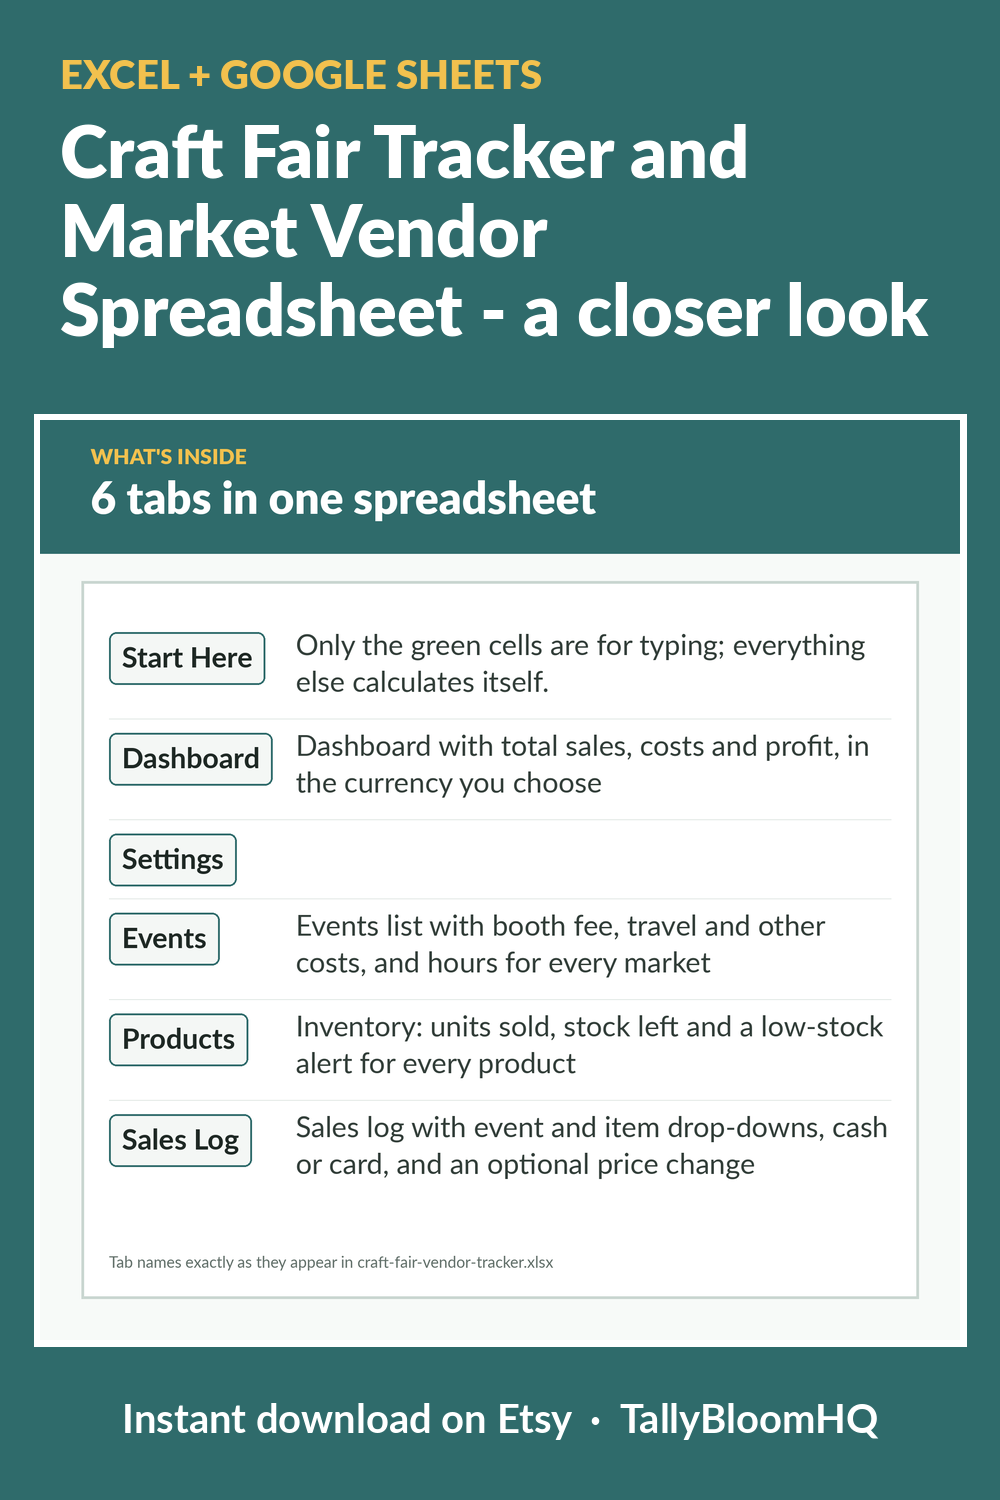 EXCEL + GOOGLE SHEETS
Craft Fair Tracker and
Market Vendor
Spreadsheet - a closer look
WHAT'S INSIDE
6 tabs in one spreadsheet
Start Here
Only the green cells are for typing; everything
else calculates itself.
Dashboard
Dashboard with total sales, costs and profit, in
the currency you choose
Settings
Events
Events list with booth fee, travel and other
costs, and hours for every market
Products
Inventory: units sold, stock left and a low-stock
alert for every product
Sales Log
Sales log with event and item drop-downs, cash
or card, and an optional price change
Tab names exactly as they appear in craft-fair-vendor-tracker.xlsx
Instant download on Etsy · TallyBloomHQ